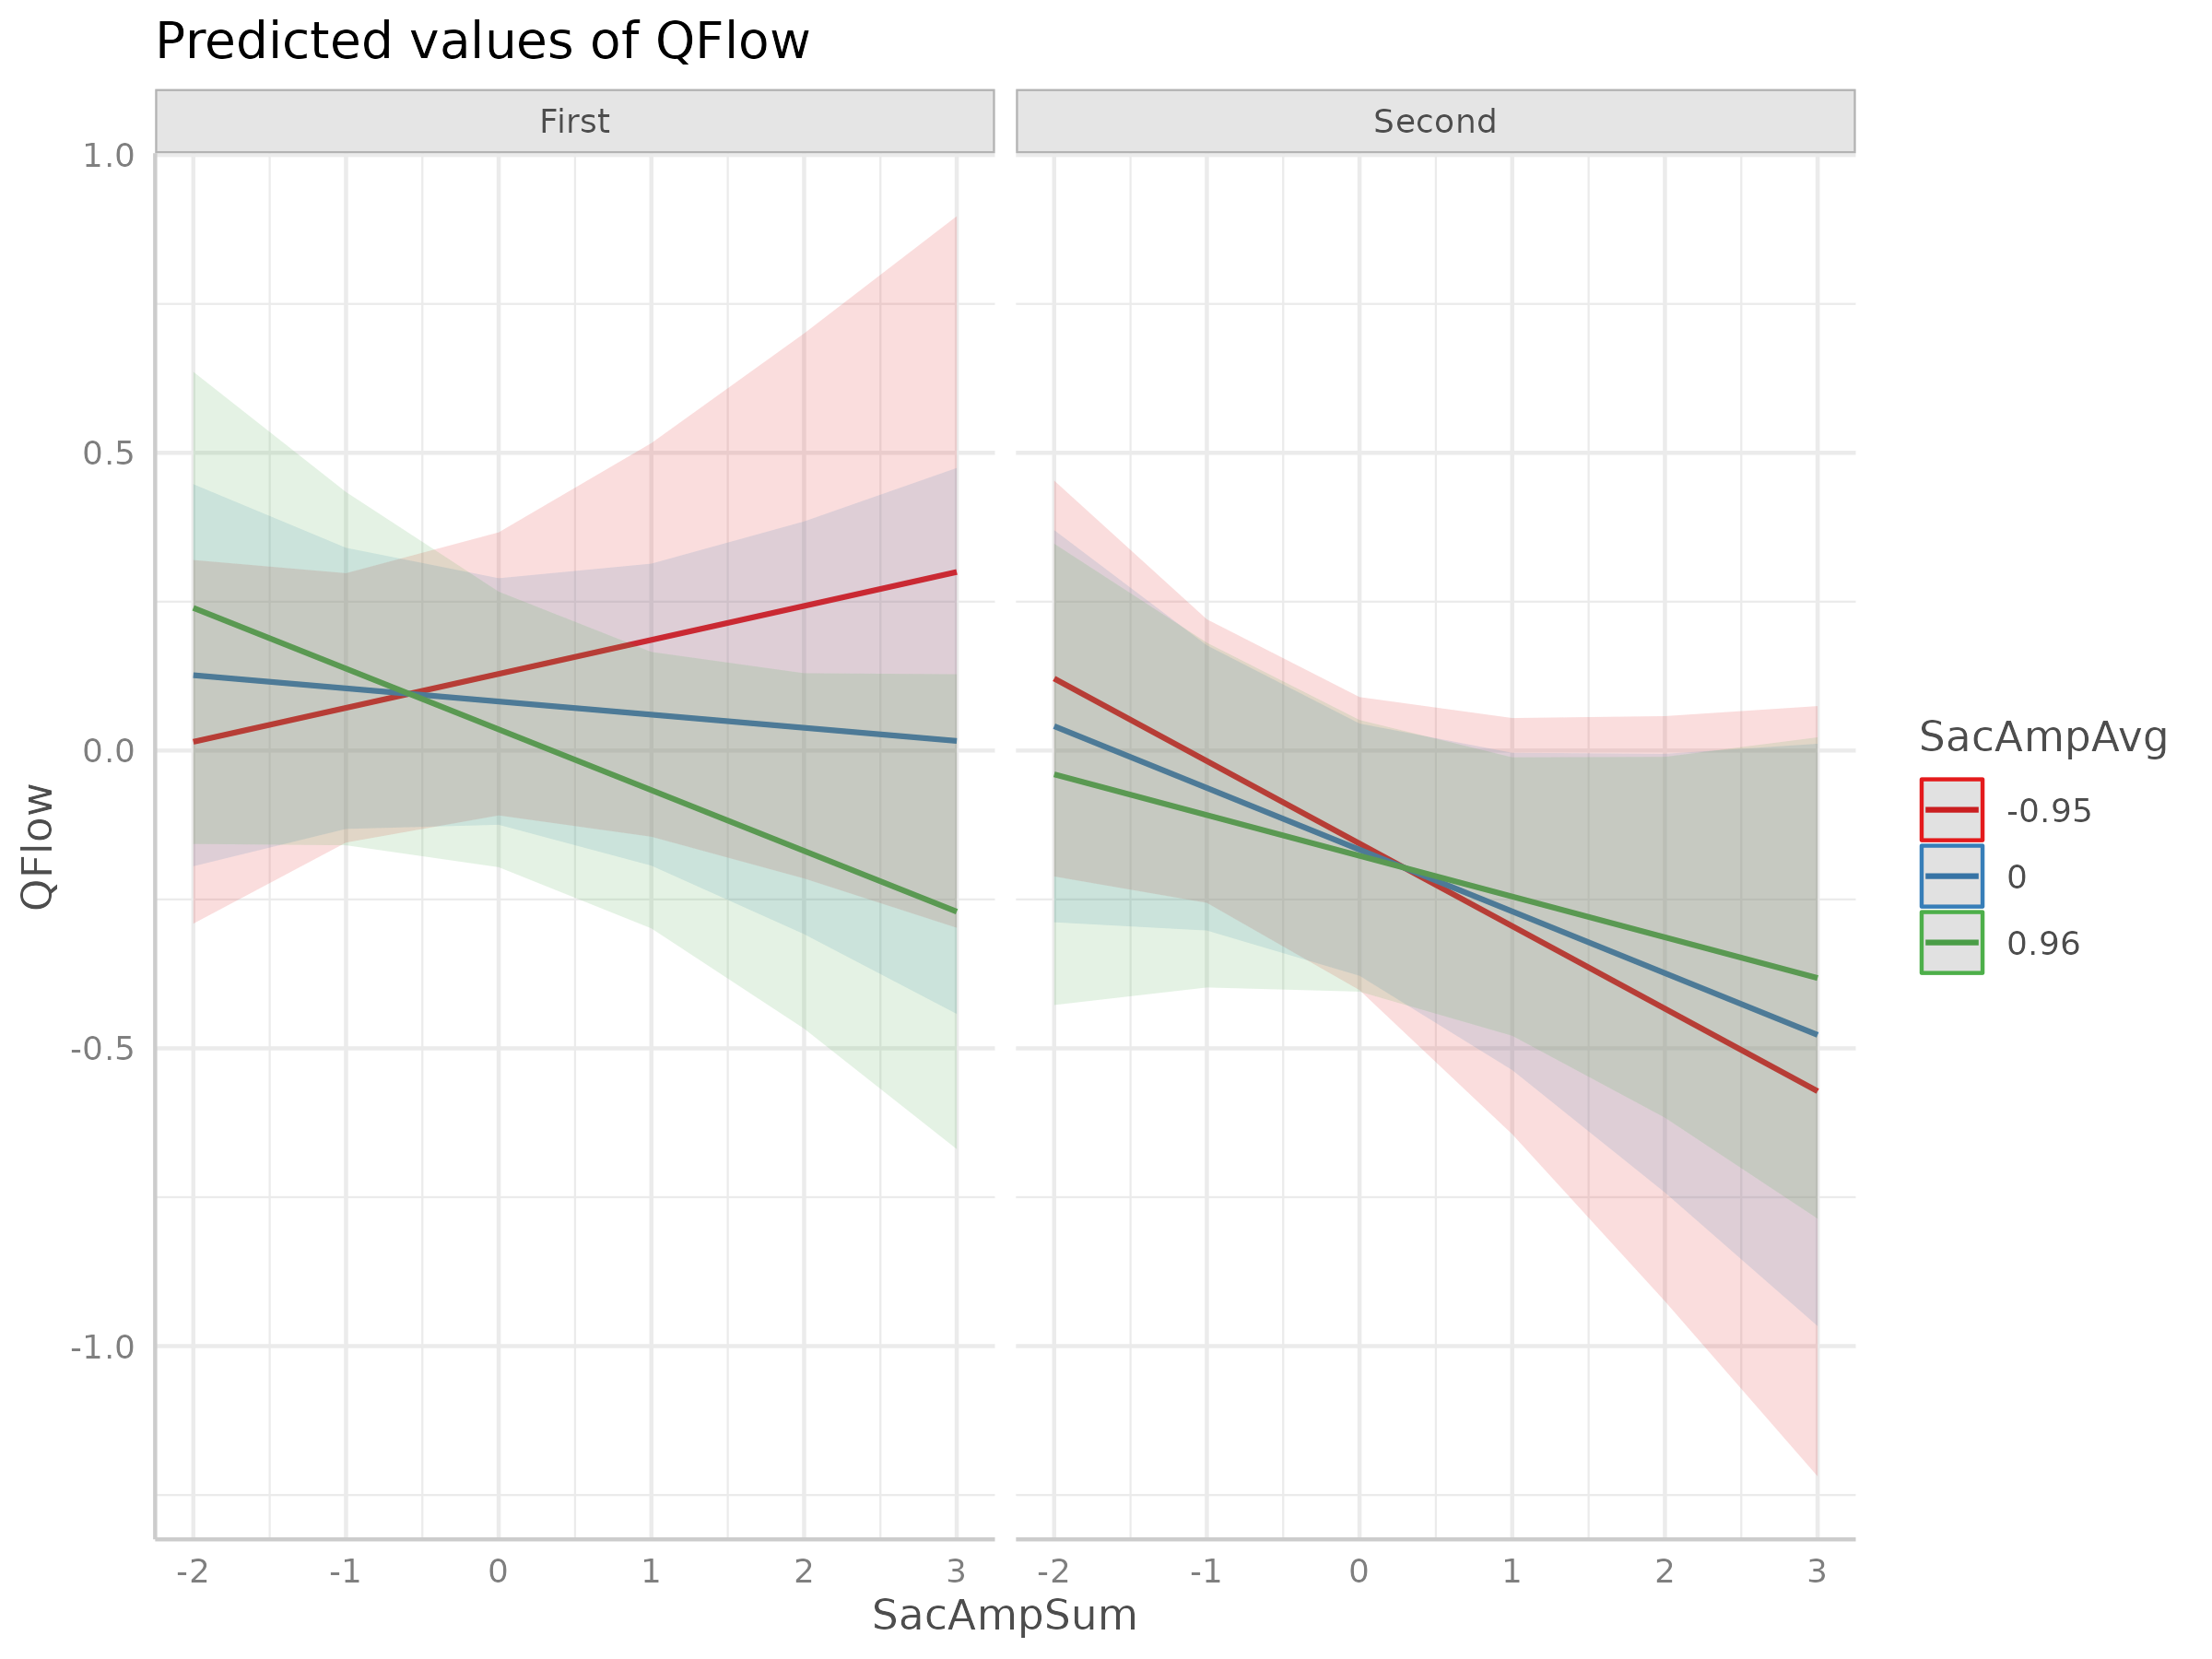 Predicted values of QFlow
First
Second
1.0
0.5
0.0
-0.5
-1.0
QFlow
-2 -1 0 1 2 3
-2 -1 0 1 2 3
SacAmpSum
SacAmpAvg
-0.95
0
0.96